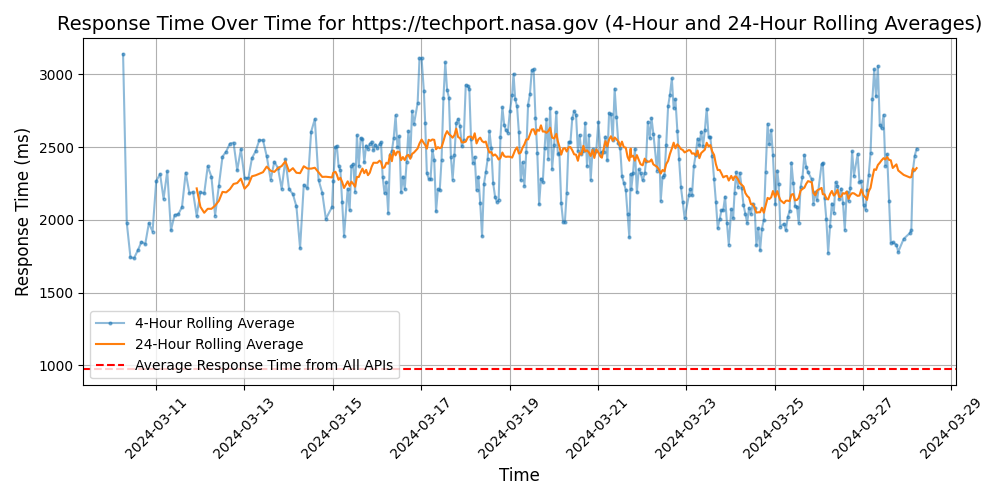 Response Time Over Time for https://techport.nasa.gov (4-Hour and 24-Hour Rolling Averages)
Response Time (ms)
3000
2500
2000
1500
1000
4-Hour Rolling Average
24-Hour Rolling Average
Average Response Time from All APIs
2024-03-11
2024-03-13
2024-03-15
2024-03-17
2024-03-19
2024-03-21
2024-03-23
2024-03-25
2024-03-27
2024-03-29
Time